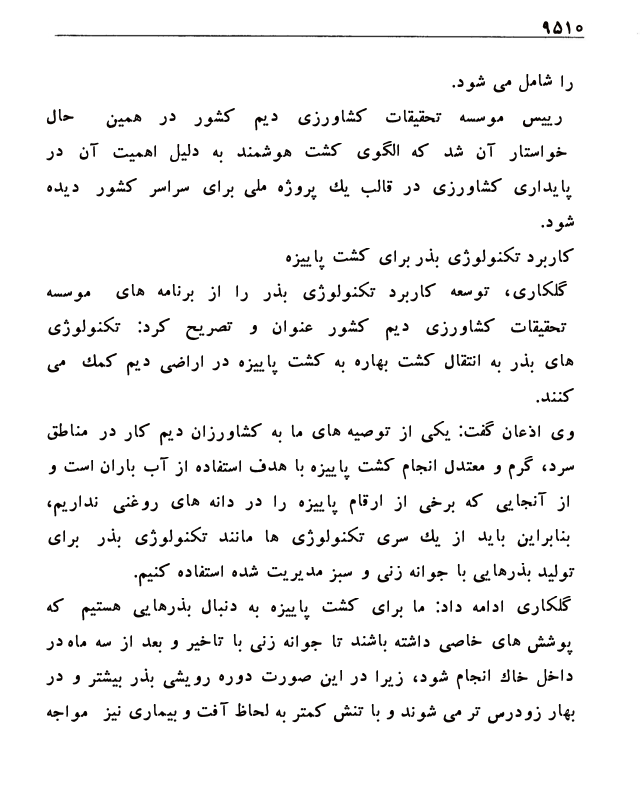 ۹۵۱۰
را شامل می شود.
رییس موسسه تحقیقات کشاورزی دیم کشور در همین حال
خواستار آن شد که الگوی کشت هوشمند به دلیل اهمیت آن در
پایداری کشاورزی در قالب یك پروژه ملی برای سراسر کشور دیده
شود.
کاربرد تکنولوژی بذر برای کشت پاییزه
گلکاری، توسعه کاربرد تکنولوژی بذر را از برنامه های موسسه
تحقیقات کشاورزی دیم کشور عنوان و تصریح کرد: تکنولوژی
های بذر به انتقال کشت بهاره به کشت پاییزه در اراضی دیم کمك می
کنند.
وی اذعان گفت: یکی از توصیه های ما به کشاورزان دیم کار در مناطق
سرد، گرم و معتدل انجام کشت پاییزه با هدف استفاده از آب باران است و
از آنجایی که برخی از ارقام پاییزه را در دانه های روغنی نداریم،
بنابراین باید از یك سری تکنولوژی ها مانند تکنولوژی بذر برای
تولید بذرهایی با جوانه زنی و سبز مدیریت شده استفاده کنیم.
گلکاری ادامه داد: ما برای کشت پاییزه به دنبال بذرهایی هستیم که
پوشش های خاصی داشته باشند تا جوانه زنی با تاخیر و بعد از سه ماه در
داخل خاك انجام شود، زیرا در این صورت دوره رویشی بذر بیشتر و در
بهار زودرس تر می شوند و با تنش کمتر به لحاظ آفت و بیماری نیز مواجه